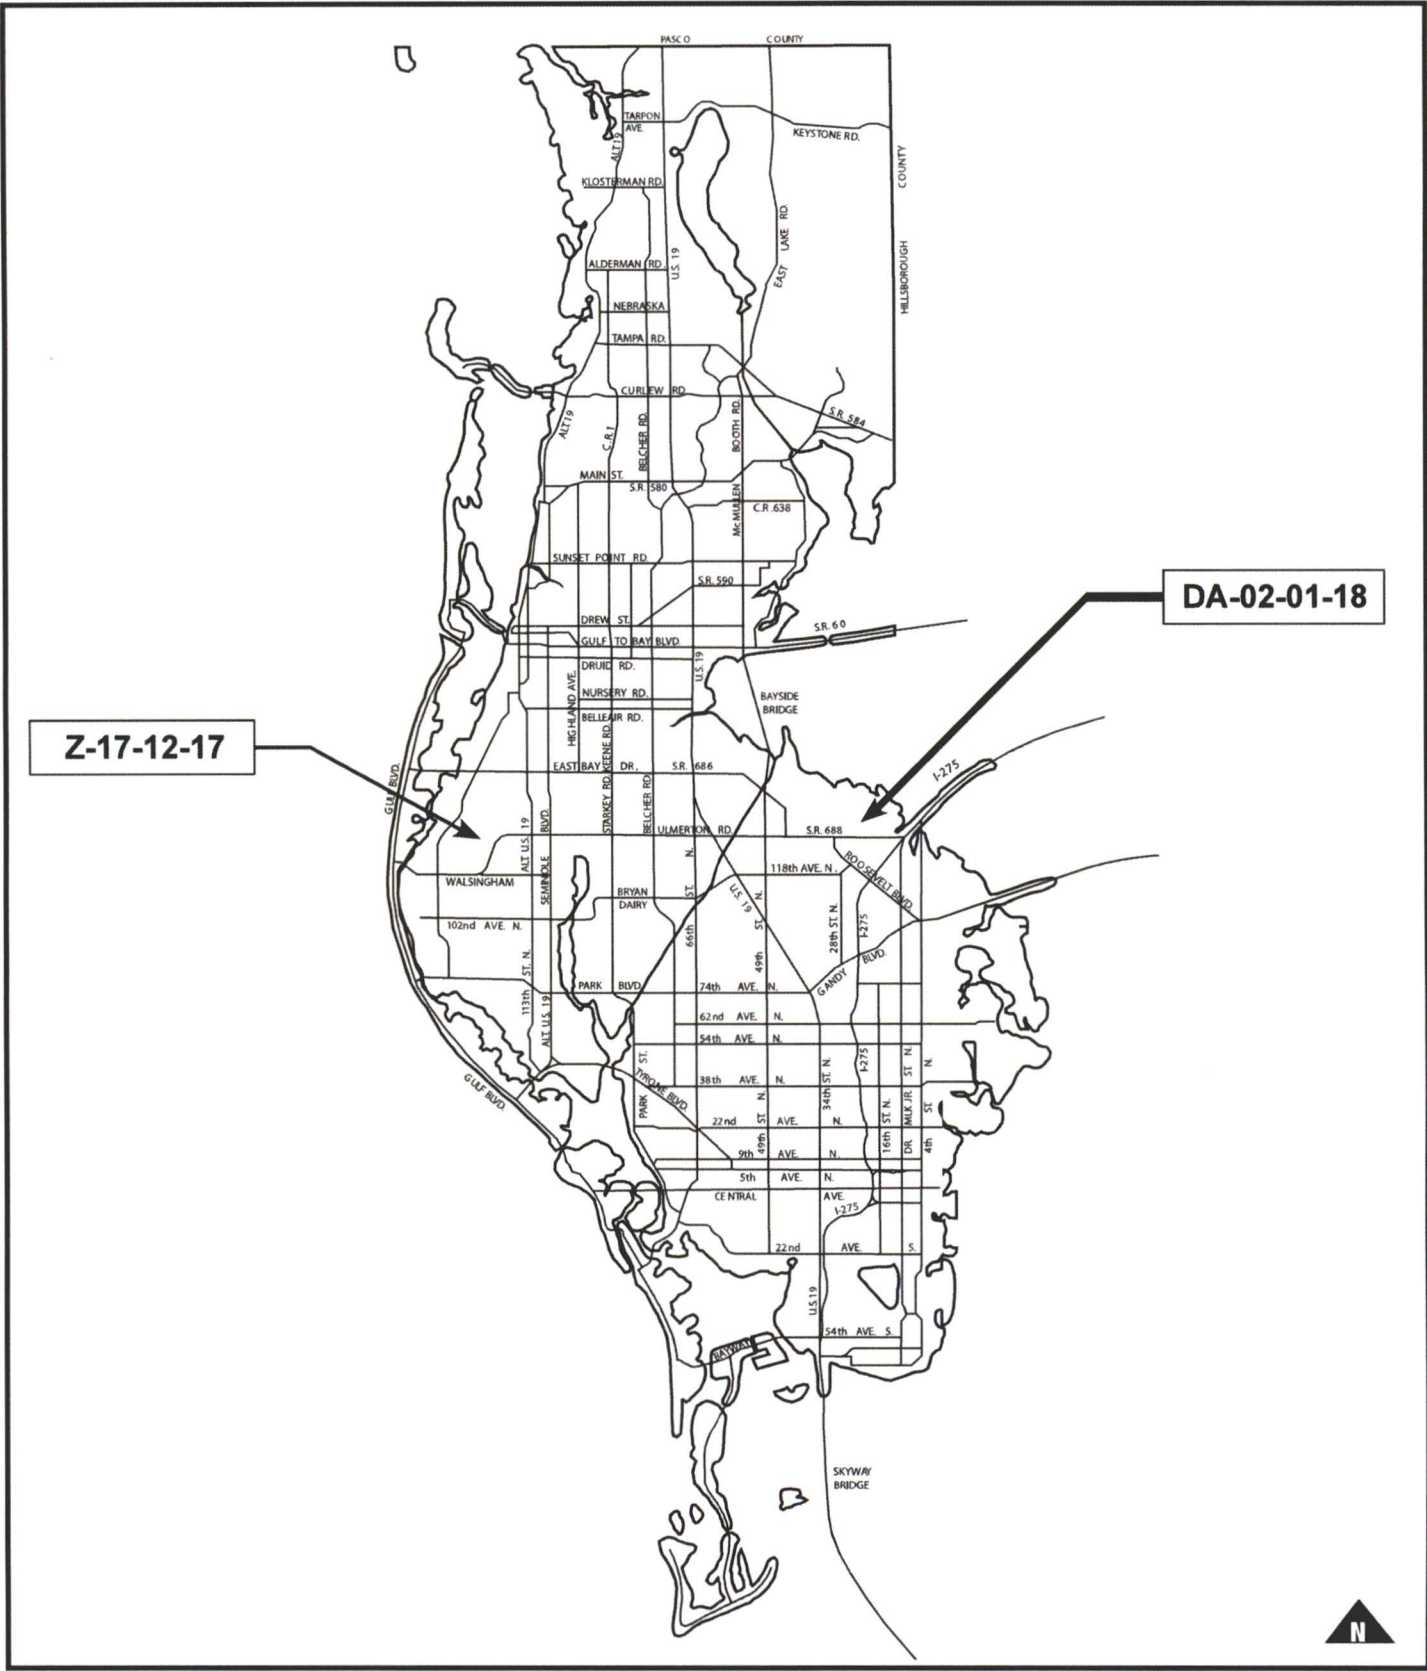 PASCO COUNTY
TARPON
AVE.
KEYSTONE RD.
ALT 19
COUNTY
KLOSTERMAN RD.
EAST LAKE RD.
U.S. 19
HILLSBOROUGH
ALDERMAN RD.
NEBRASKA
TAMPA RD.
CURLEW RD
S.R. 584
ALT 19
C.R.1
BELCHER RD.
BOOTH RD.
MAIN ST.
S.R. 580
McMULLEN
C.R.638
SUNSET POINT RD.
S.R. 590
DA-02-01-18
DREW ST.
S.R. 60
GULF TO BAY BLVD.
DRUID RD.
U.S. 19
NURSERY RD.
HIGHLAND AVE.
BAYSIDE
BRIDGE
BELLEAIR RD.
Z-17-12-17
KEENE RD.
EAST BAY DR.
S.R. 686
I-275
GULF BLVD.
STARKEY RD.
BELCHER RD.
ALT U.S. 19
SEMINOLE BLVD.
ULMERTON RD.
S.R. 688
WALSINGHAM
118th AVE. N.
ROOSEVELT BLVD.
BRYAN
DAIRY
U.S. 19
102nd AVE. N.
66th ST. N.
49th ST. N.
28th ST. N.
I-275
GANDY BLVD.
113th ST. N.
ALT U.S. 19
PARK BLVD.
74th AVE. N.
62nd AVE. N.
54th AVE. N.
38th AVE. N.
34th ST. N.
I-275
GULF BLVD.
PARK ST.
TYRONE BLVD.
22nd AVE. N.
49th ST. N.
16th ST. N.
DR. MLK JR. ST. N.
4th ST. N.
9th AVE. N.
5th AVE. N.
CENTRAL AVE.
I-275
22nd AVE. S.
U.S. 19
54th AVE. S.
BAYWAY
SKYWAY
BRIDGE
N